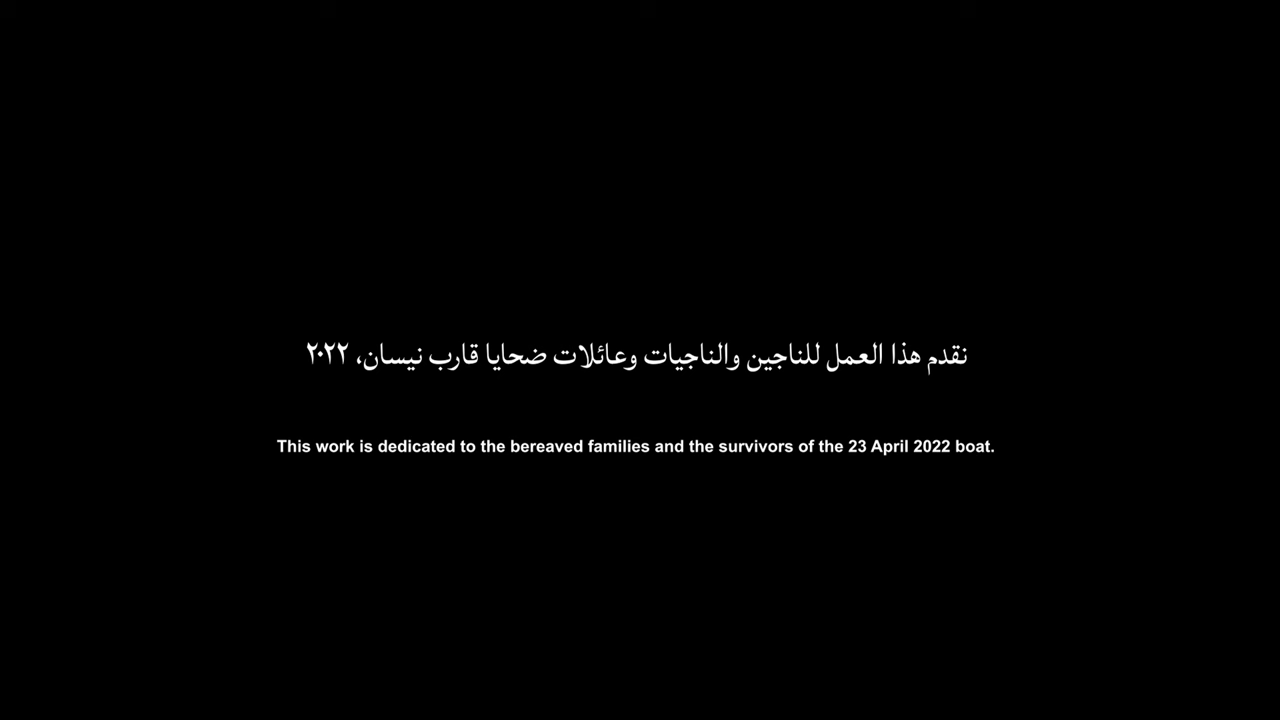 نقدم هذا العمل للناجين والناجيات وعائلات ضحايا قارب نيسان، ٢٠٢٢
This work is dedicated to the bereaved families and the survivors of the 23 April 2022 boat.